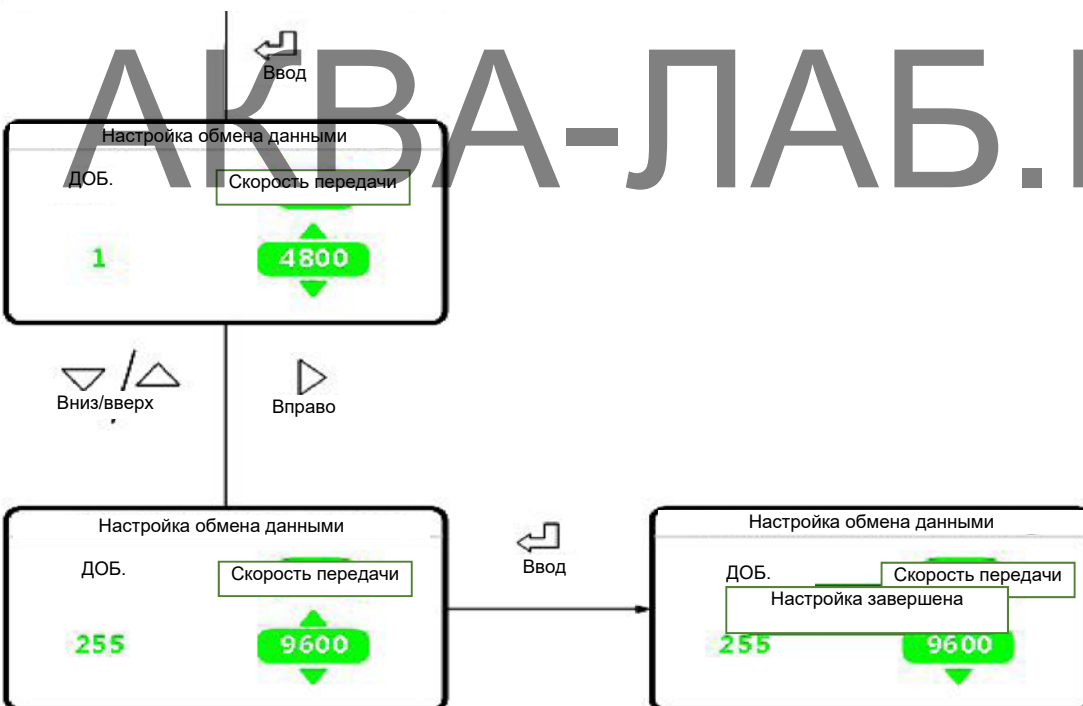 АКВА-ЛАБ.
Ввод
Настройка обмена данными
ДОБ. Скорость передачи
1 4800
/
Вниз/вверх Вправо
Настройка обмена данными
ДОБ. Скорость передачи
255 9600
Ввод
Настройка обмена данными
ДОБ. Скорость передачи
Настройка завершена
255 9600